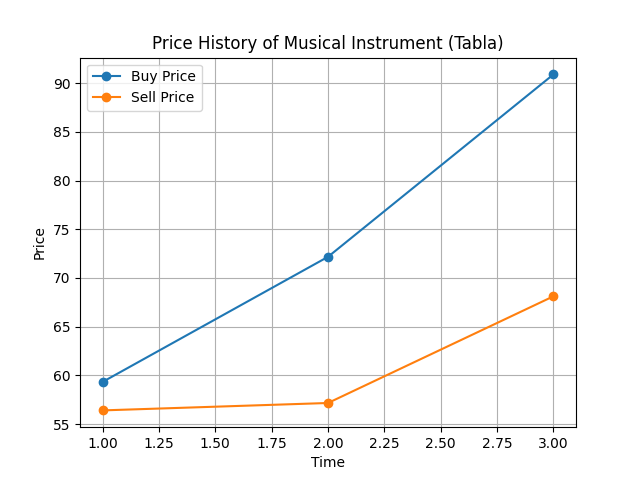 Price History of Musical Instrument (Tabla)
Buy Price
Sell Price
90
85
80
75
70
65
60
55
Price
1.00 1.25 1.50 1.75 2.00 2.25 2.50 2.75 3.00
Time